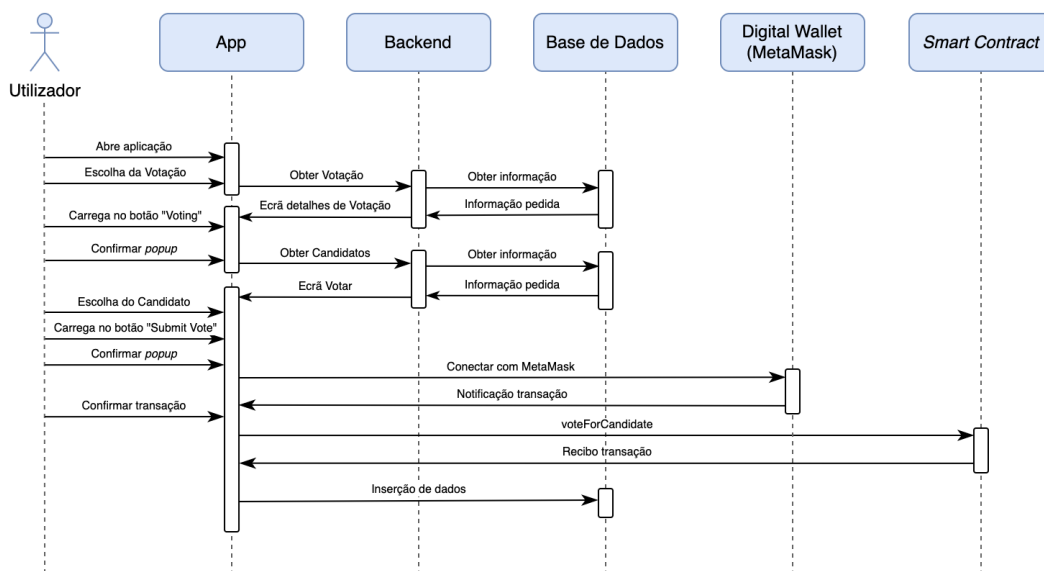 App
Backend
Base de Dados
Digital Wallet
(MetaMask)
Smart Contract
Utilizador
Abre aplicação
Escolha da Votação
Obter Votação
Obter informação
Informação pedida
Ecrã detalhes de Votação
Carrega no botão "Voting"
Confirmar popup
Obter Candidatos
Obter informação
Informação pedida
Ecrã Votar
Escolha do Candidato
Carrega no botão "Submit Vote"
Confirmar popup
Conectar com MetaMask
Notificação transação
Confirmar transação
voteForCandidate
Recibo transação
Inserção de dados